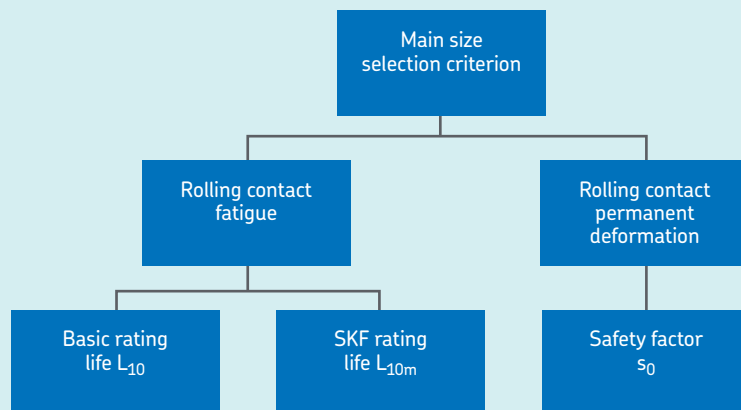 Main size
selection criterion
Rolling contact
fatigue
Rolling contact
permanent
deformation
Basic rating
life L₁₀
SKF rating
life L₁₀ₘ
Safety factor
s₀